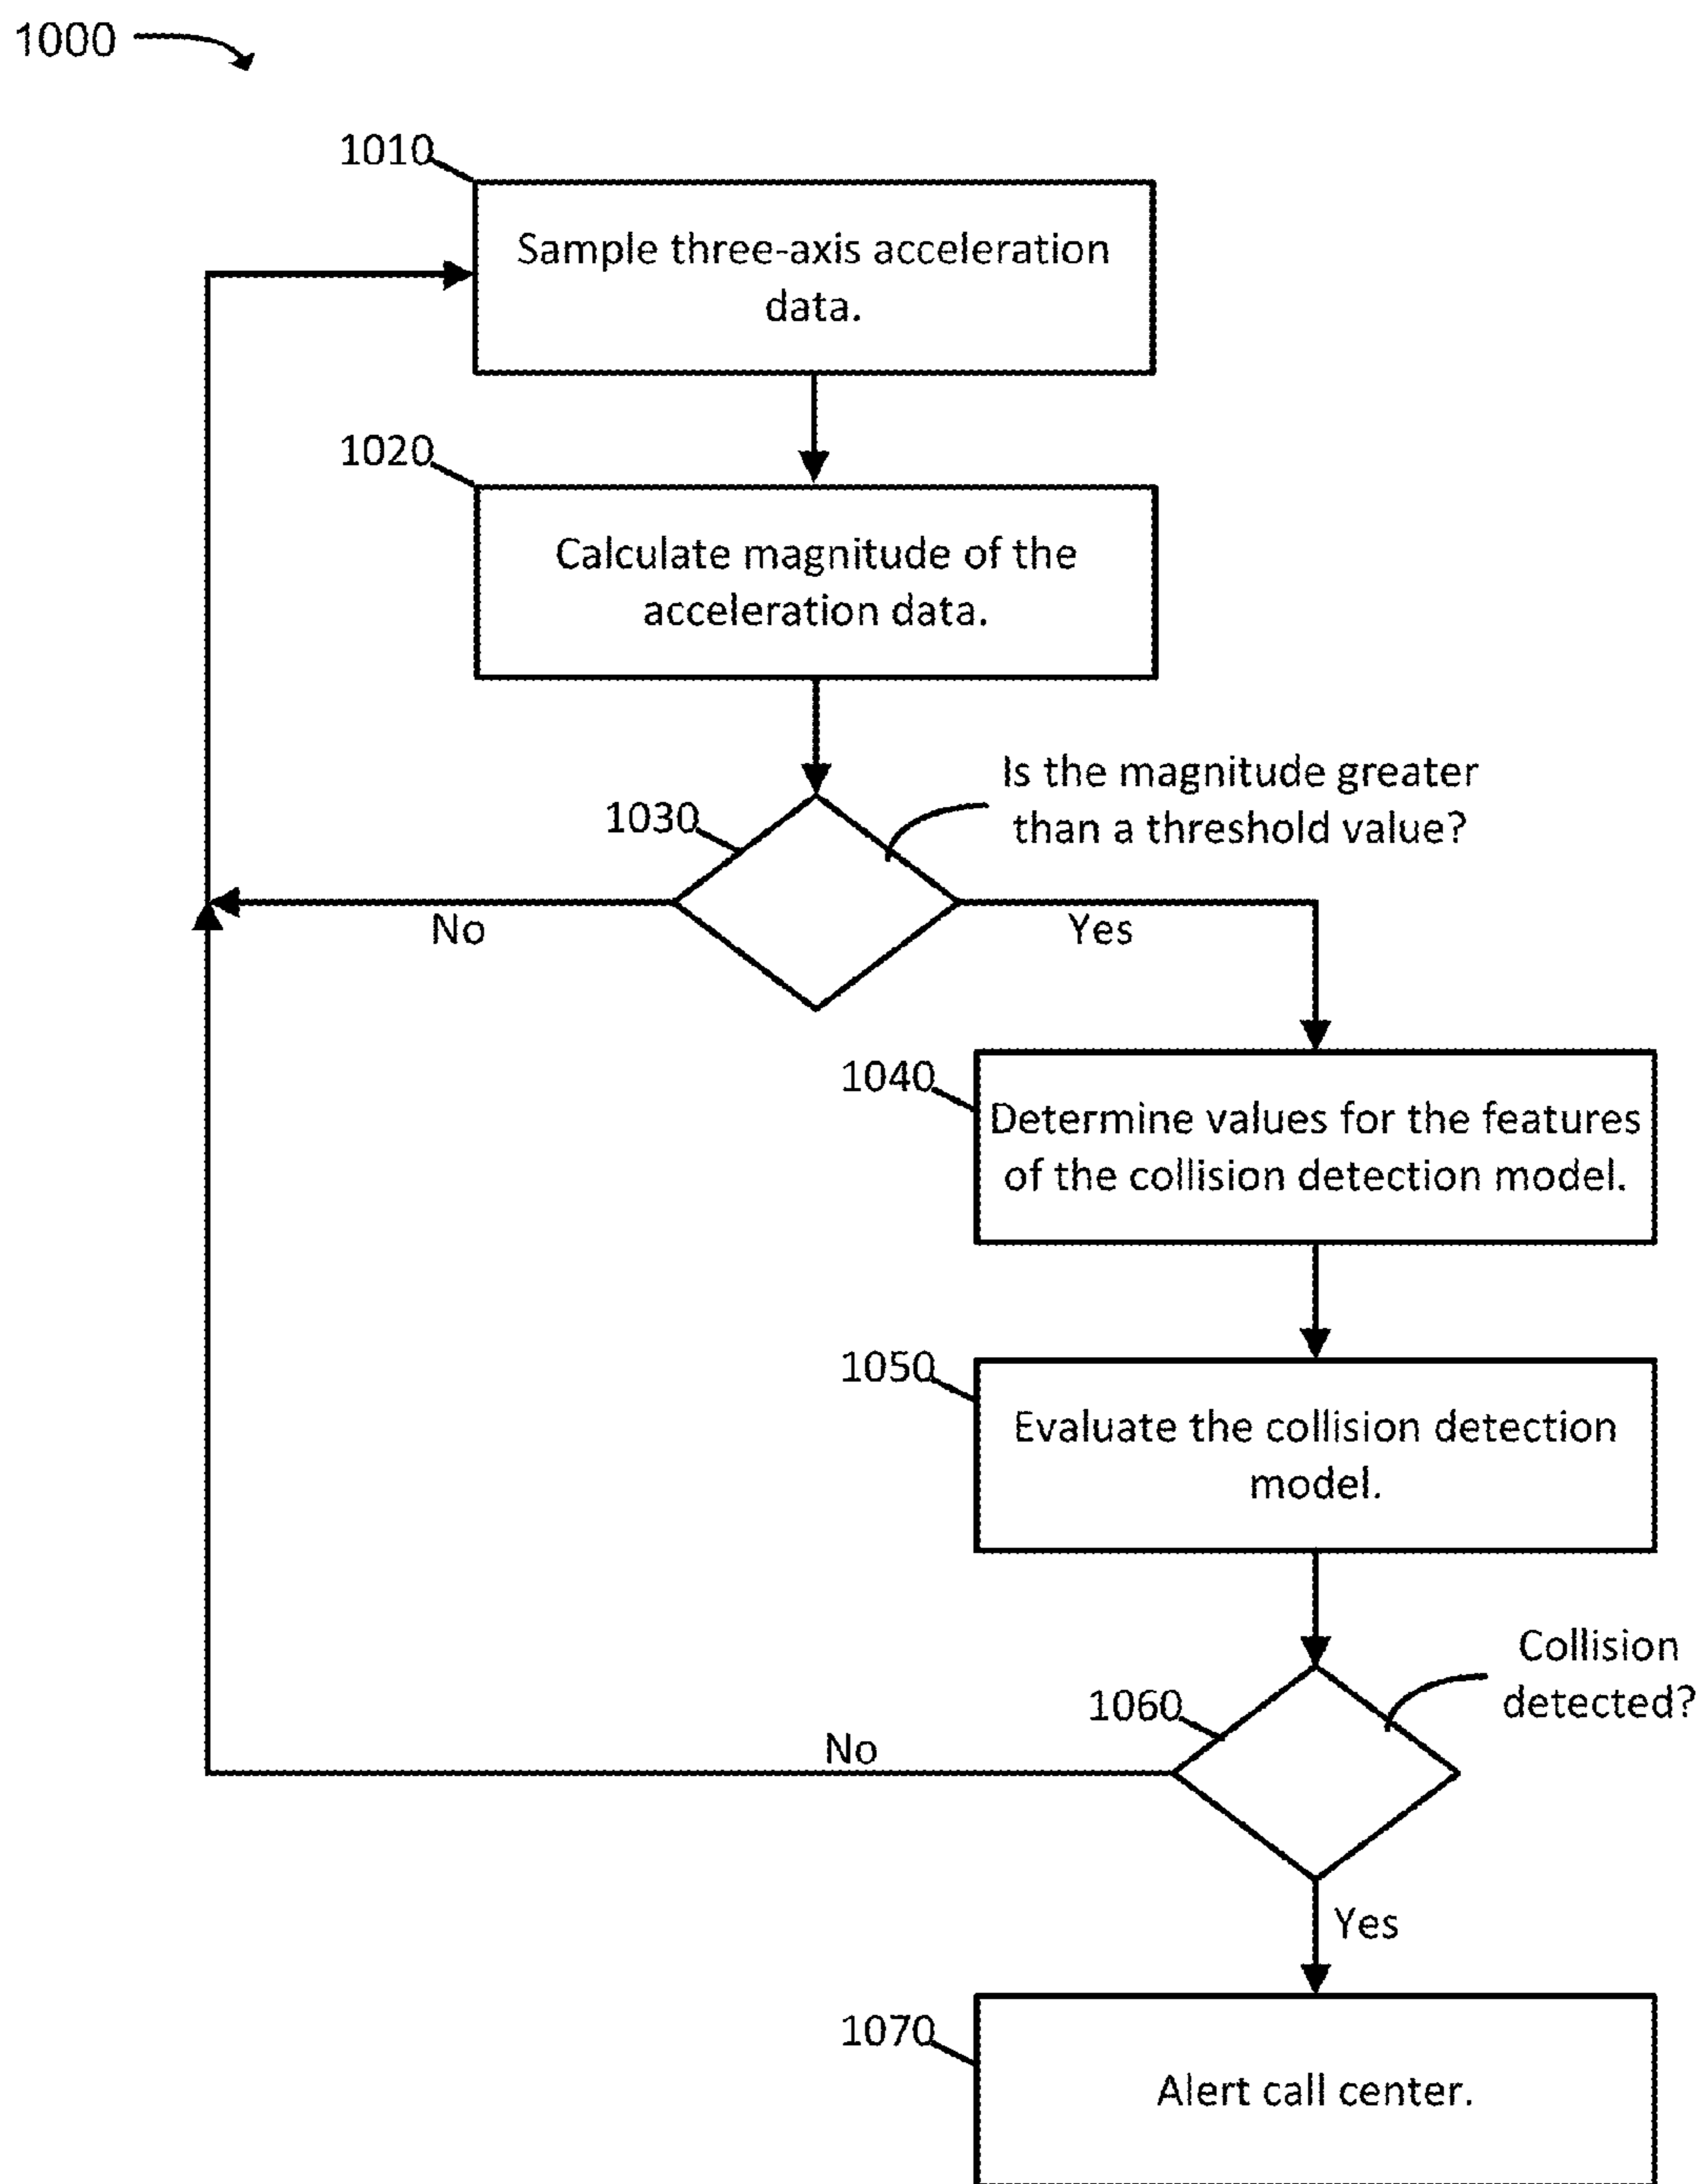 1000
1010
Sample three-axis acceleration
data.
1020
Calculate magnitude of the
acceleration data.
Is the magnitude greater
than a threshold value?
1030
No
Yes
1040
Determine values for the features
of the collision detection model.
1050
Evaluate the collision detection
model.
Collision
detected?
1060
No
Yes
1070
Alert call center.